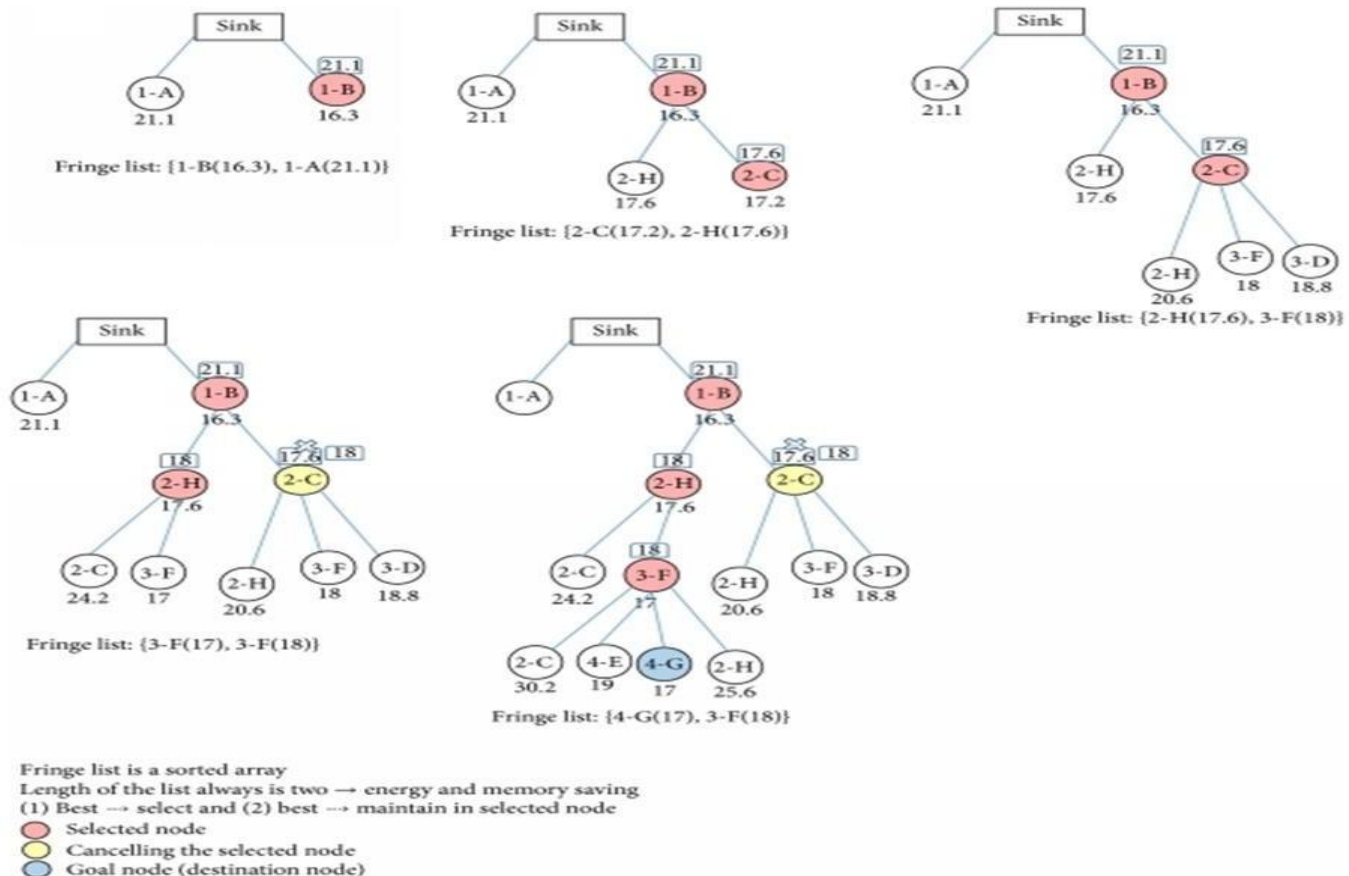 Sink
21.1
1-A
1-B
21.1
16.3
Fringe list: {1-B(16.3), 1-A(21.1)}
Sink
21.1
1-A
1-B
21.1
16.3
17.6
2-H
2-C
17.6
17.2
Fringe list: {2-C(17.2), 2-H(17.6)}
Sink
21.1
1-A
1-B
21.1
16.3
17.6
2-H
2-C
17.6
2-H
3-F
3-D
20.6
18
18.8
Fringe list: {2-H(17.6), 3-F(18)}
Sink
21.1
1-A
1-B
21.1
16.3
18
17.6
18
2-H
2-C
17.6
2-C
3-F
2-H
3-F
3-D
24.2
17
20.6
18
18.8
Fringe list: {3-F(17), 3-F(18)}
Sink
21.1
1-A
1-B
16.3
18
17.6
18
2-H
2-C
17.6
18
2-C
3-F
2-H
3-F
3-D
24.2
17
20.6
18
18.8
2-C
4-E
4-G
2-H
30.2
19
17
25.6
Fringe list: {4-G(17), 3-F(18)}
Fringe list is a sorted array
Length of the list always is two → energy and memory saving
(1) Best → select and (2) best → maintain in selected node
Selected node
Cancelling the selected node
Goal node (destination node)